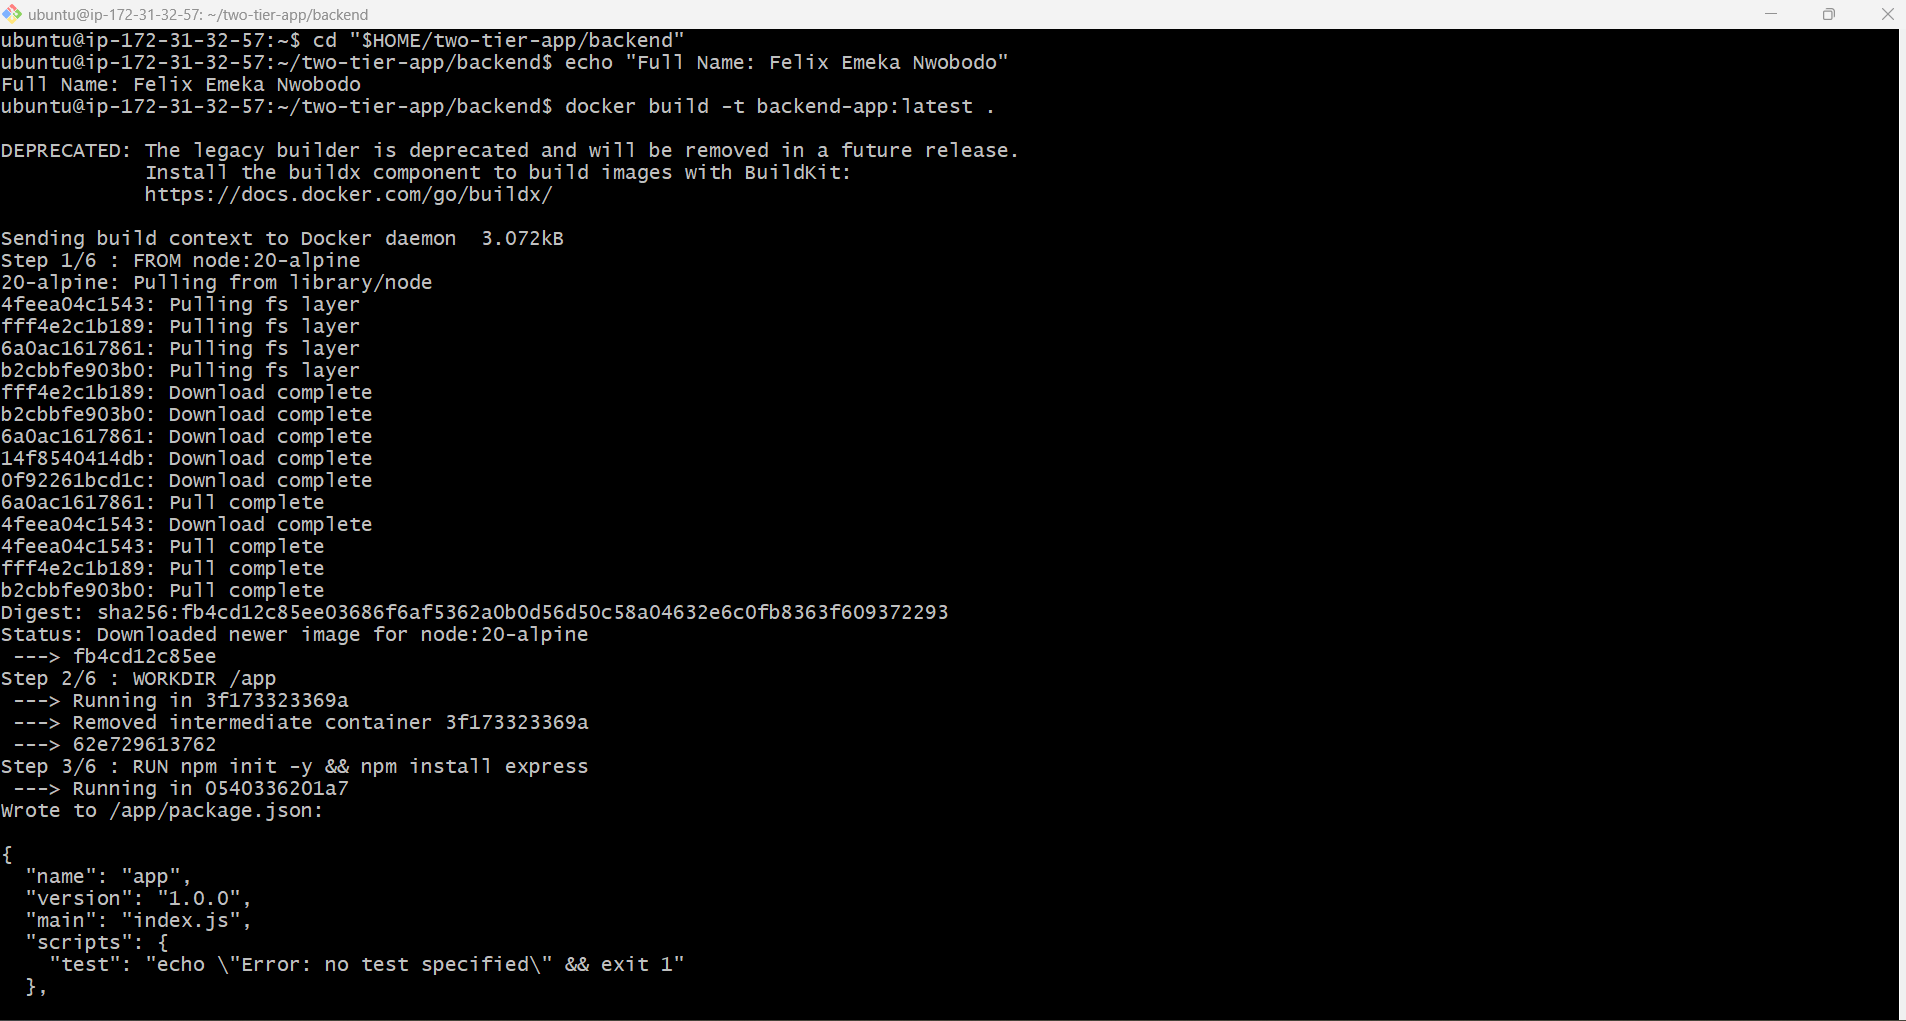 ubuntu@ip-172-31-32-57: ~/two-tier-app/backend
ubuntu@ip-172-31-32-57:~$ cd "$HOME/two-tier-app/backend"
ubuntu@ip-172-31-32-57:~/two-tier-app/backend$ echo "Full Name: Felix Emeka Nwobodo"
Full Name: Felix Emeka Nwobodo
ubuntu@ip-172-31-32-57:~/two-tier-app/backend$ docker build -t backend-app:latest .
DEPRECATED: The legacy builder is deprecated and will be removed in a future release.
Install the buildx component to build images with BuildKit:
https://docs.docker.com/go/buildx/
Sending build context to Docker daemon  3.072kB
Step 1/6 : FROM node:20-alpine
20-alpine: Pulling from library/node
4feea04c1543: Pulling fs layer
fff4e2c1b189: Pulling fs layer
6a0ac1617861: Pulling fs layer
b2cbbfe903b0: Pulling fs layer
fff4e2c1b189: Download complete
b2cbbfe903b0: Download complete
6a0ac1617861: Download complete
14f8540414db: Download complete
0f92261bcd1c: Download complete
6a0ac1617861: Pull complete
4feea04c1543: Download complete
4feea04c1543: Pull complete
fff4e2c1b189: Pull complete
b2cbbfe903b0: Pull complete
Digest: sha256:fb4cd12c85ee03686f6af5362a0b0d56d50c58a04632e6c0fb8363f609372293
Status: Downloaded newer image for node:20-alpine
---> fb4cd12c85ee
Step 2/6 : WORKDIR /app
---> Running in 3f173323369a
---> Removed intermediate container 3f173323369a
---> 62e729613762
Step 3/6 : RUN npm init -y && npm install express
---> Running in 0540336201a7
Wrote to /app/package.json:
{
"name": "app",
"version": "1.0.0",
"main": "index.js",
"scripts": {
"test": "echo \"Error: no test specified\" && exit 1"
},